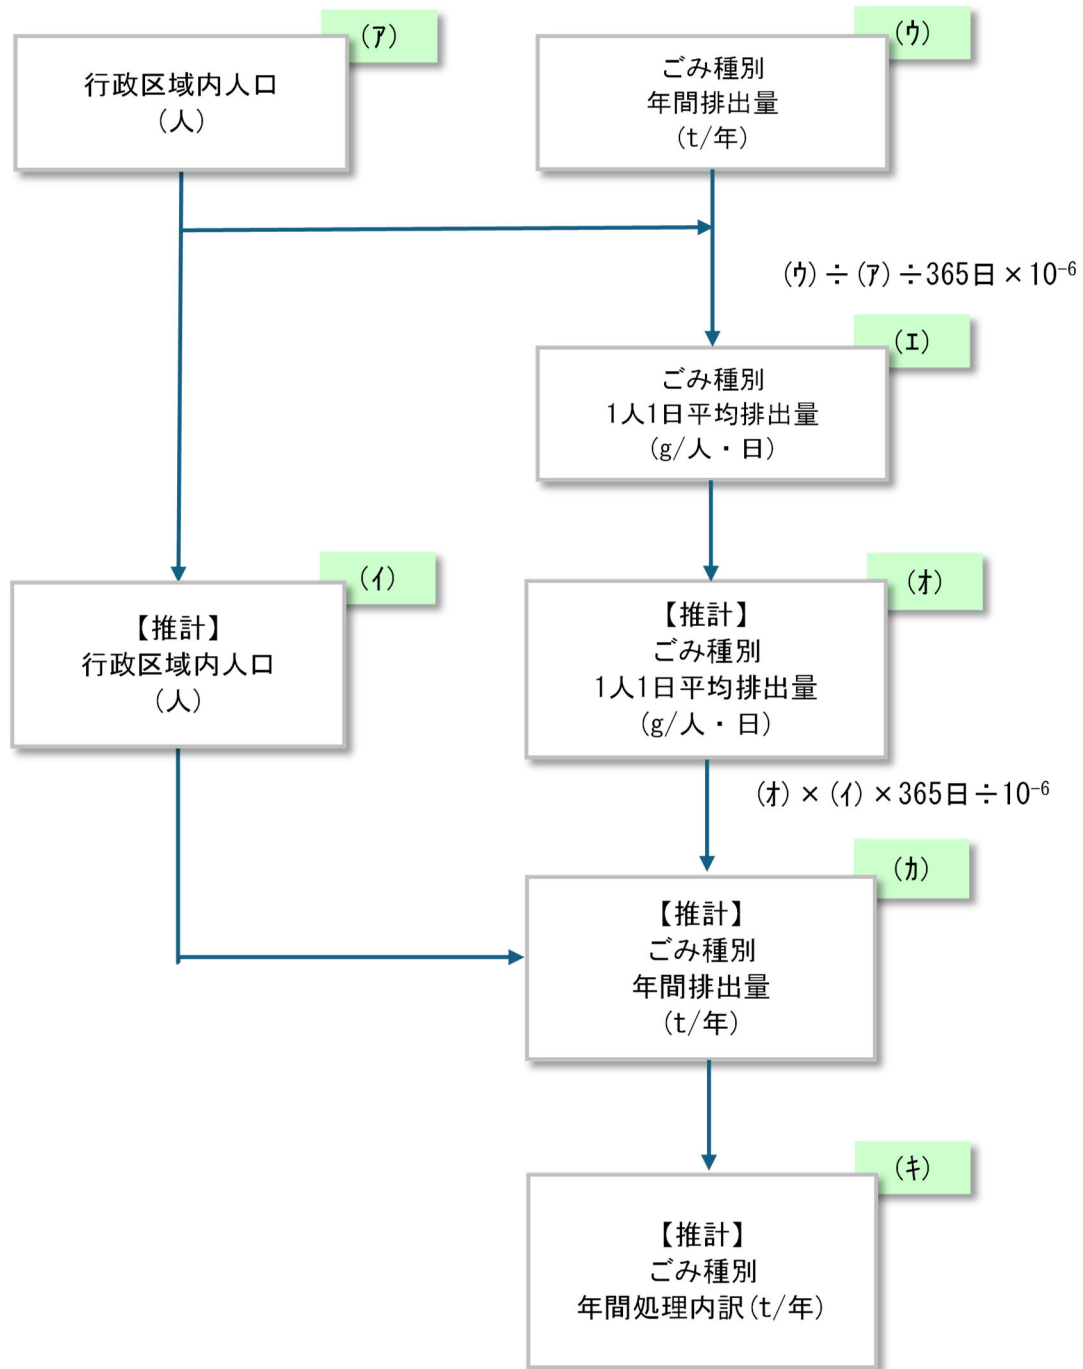 (ｱ)
行政区域内人口
(人)
(ｳ)
ごみ種別
年間排出量
(t/年)
(ｳ)÷(ｱ)÷365日×10⁻⁶
(ｴ)
ごみ種別
1人1日平均排出量
(g/人・日)
(ｲ)
【推計】
行政区域内人口
(人)
(ｵ)
【推計】
ごみ種別
1人1日平均排出量
(g/人・日)
(ｵ)×(ｲ)×365日÷10⁻⁶
(ｶ)
【推計】
ごみ種別
年間排出量
(t/年)
(ｷ)
【推計】
ごみ種別
年間処理内訳(t/年)